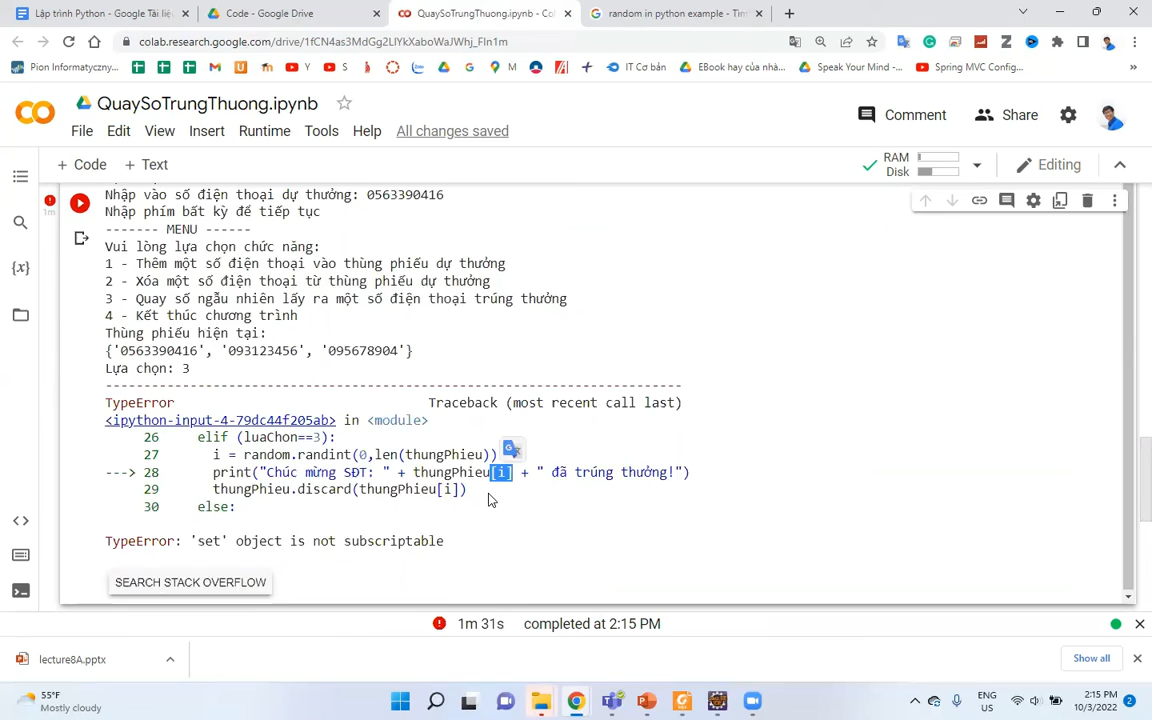 Lập trình Python - Google Tài liệ
Code - Google Drive
QuaySoTrungThuong.ipynb - Co
random in python example - Tìm
colab.research.google.com/drive/1fCN4as3MdGg2LlYkXaboWaJWhj_FIn1m
Pion Informatyczny...
Y
S
M
IT Cơ bản
EBook hay của nhà...
Speak Your Mind -...
Spring MVC Config...
QuaySoTrungThuong.ipynb
Comment
Share
File Edit View Insert Runtime Tools Help All changes saved
+ Code + Text
RAM
Disk
Editing
1m
Nhập vào số điện thoại dự thưởng: 0563390416
Nhập phím bất kỳ để tiếp tục
------- MENU ------
Vui lòng lựa chọn chức năng:
1 - Thêm một số điện thoại vào thùng phiếu dự thưởng
2 - Xóa một số điện thoại từ thùng phiếu dự thưởng
3 - Quay số ngẫu nhiên lấy ra một số điện thoại trúng thưởng
4 - Kết thúc chương trình
Thùng phiếu hiện tại:
{'0563390416', '093123456', '095678904'}
Lựa chọn: 3
---------------------------------------------------------------------------
TypeError Traceback (most recent call last)
<ipython-input-4-79dc44f205ab> in <module>
26 elif (luaChon==3):
27 i = random.randint(0,len(thungPhieu))
---> 28 print("Chúc mừng SĐT: " + thungPhieu[i] + " đã trúng thưởng!")
29 thungPhieu.discard(thungPhieu[i])
30 else:
TypeError: 'set' object is not subscriptable
SEARCH STACK OVERFLOW
1m 31s completed at 2:15 PM
lecture8A.pptx
Show all
55°F
Mostly cloudy
ENG
US
2:15 PM
10/3/2022
2